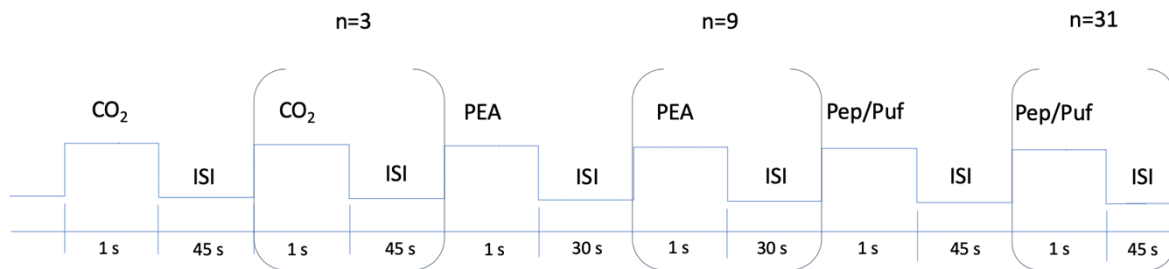 n=3 n=9 n=31
CO₂ CO₂ PEA PEA Pep/Puf Pep/Puf
ISI ISI ISI ISI ISI ISI
1 s 45 s 1 s 45 s 1 s 30 s 1 s 30 s 1 s 45 s 1 s 45 s